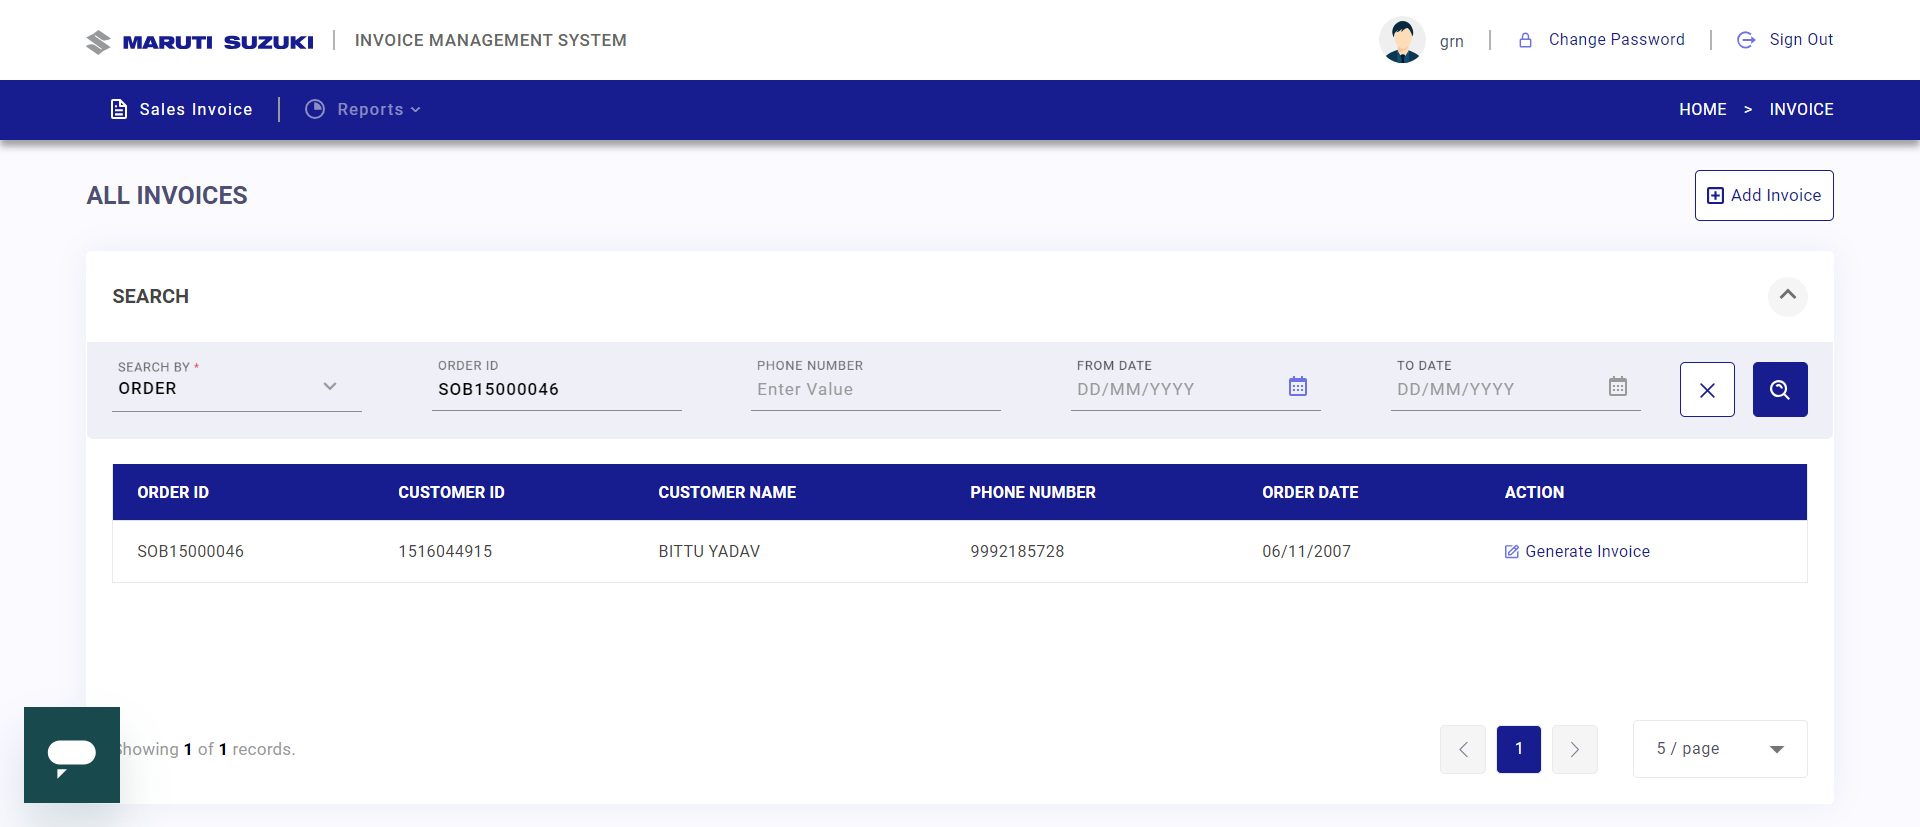 MARUTI SUZUKI
INVOICE MANAGEMENT SYSTEM
grn
Change Password
Sign Out
Sales Invoice
Reports
HOME > INVOICE
ALL INVOICES
Add Invoice
SEARCH
SEARCH BY *
ORDER
ORDER ID
SOB15000046
PHONE NUMBER
Enter Value
FROM DATE
DD/MM/YYYY
TO DATE
DD/MM/YYYY
ORDER ID CUSTOMER ID CUSTOMER NAME PHONE NUMBER ORDER DATE ACTION
SOB15000046 1516044915 BITTU YADAV 9992185728 06/11/2007 Generate Invoice
Showing 1 of 1 records.
1
5 / page